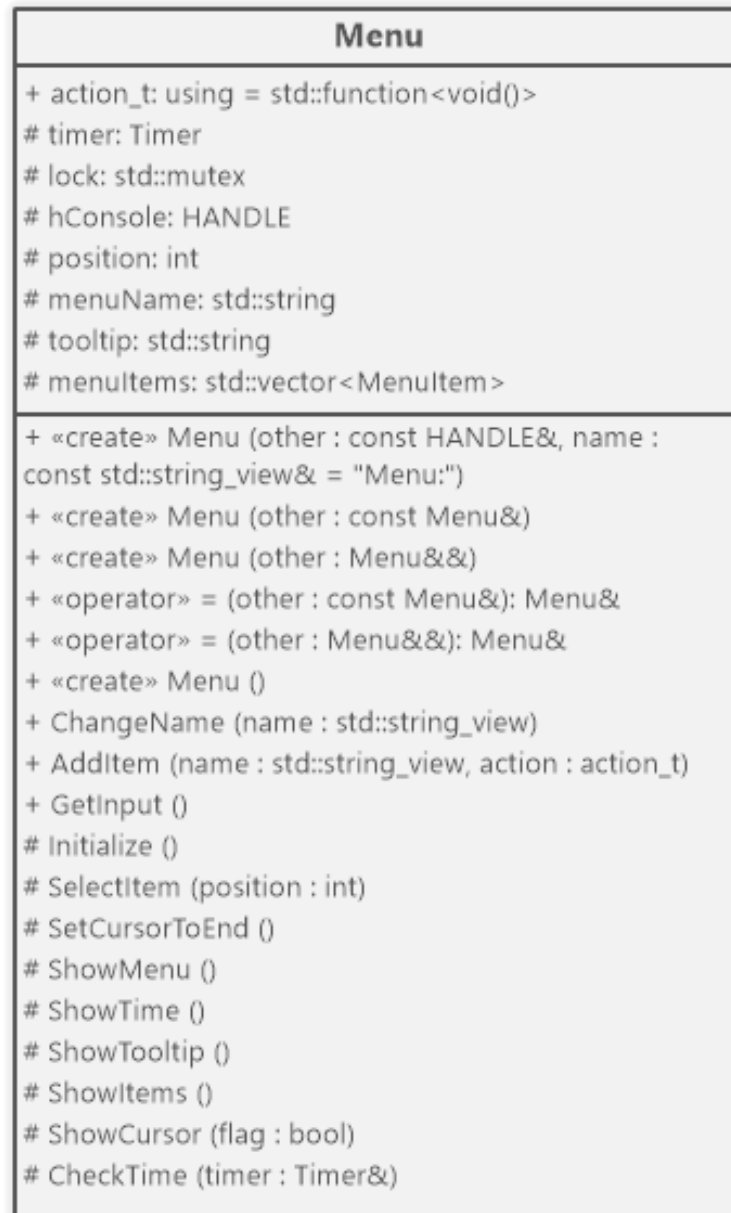 Menu
+ action_t: using = std::function<void()>
# timer: Timer
# lock: std::mutex
# hConsole: HANDLE
# position: int
# menuName: std::string
# tooltip: std::string
# menuItems: std::vector<MenuItem>
+ «create» Menu (other : const HANDLE&, name :
const std::string_view& = "Menu:")
+ «create» Menu (other : const Menu&)
+ «create» Menu (other : Menu&&)
+ «operator» = (other : const Menu&): Menu&
+ «operator» = (other : Menu&&): Menu&
+ «create» Menu ()
+ ChangeName (name : std::string_view)
+ AddItem (name : std::string_view, action : action_t)
+ GetInput ()
# Initialize ()
# SelectItem (position : int)
# SetCursorToEnd ()
# ShowMenu ()
# ShowTime ()
# ShowTooltip ()
# ShowItems ()
# ShowCursor (flag : bool)
# CheckTime (timer : Timer&)